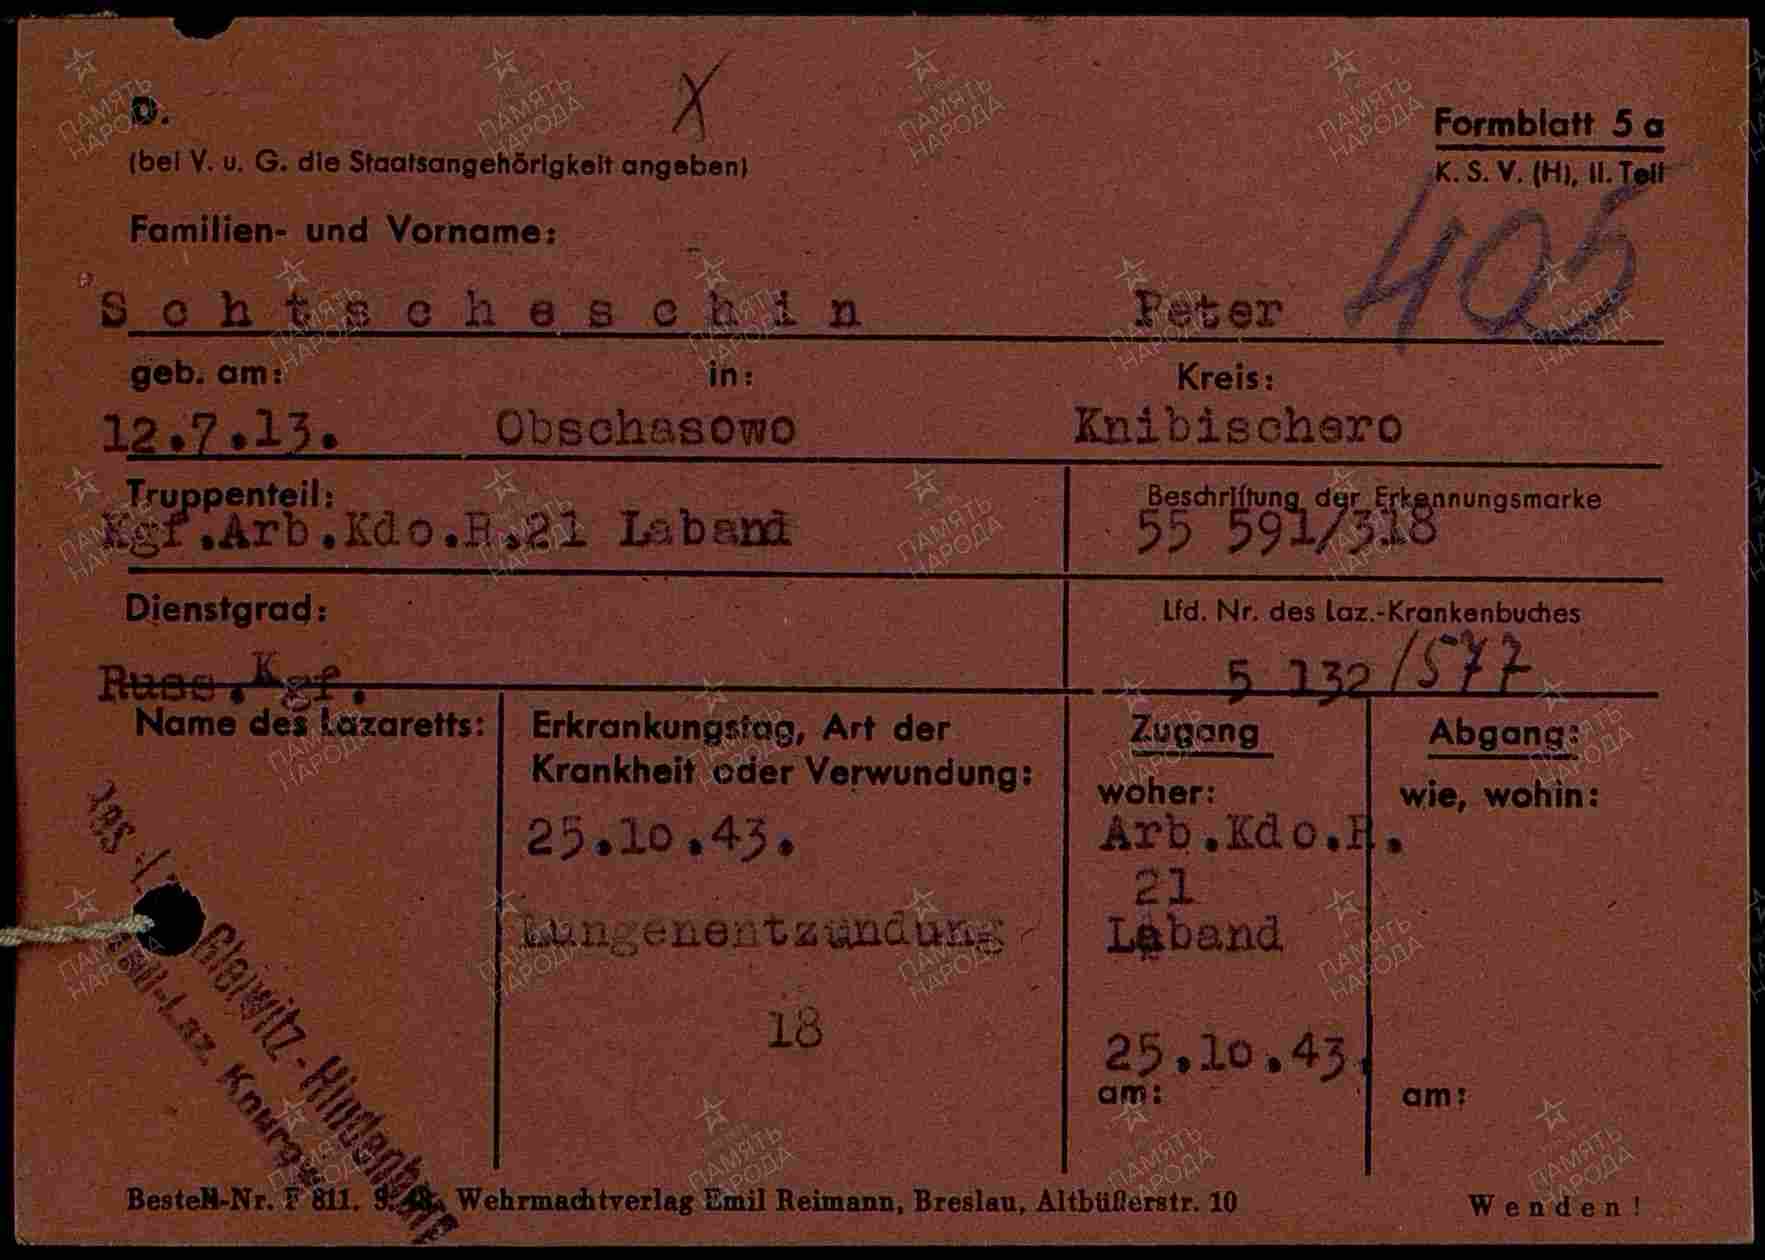 D.
X
(bei V. u. G. die Staatsangehörigkeit angeben)
Formblatt 5 a
K. S. V. (H), II. Teil
405
Familien- und Vorname:
Schtscheschin Peter
geb. am: in: Kreis:
12.7.13. Obschasowo Knibischero
Truppenteil: Beschriftung der Erkennungsmarke
Kgf.Arb.Kdo.R.21 Laband 55 591/318
Dienstgrad: Lfd. Nr. des Laz.-Krankenbuches
Russ.Kgf. 5 132/577
Name des Lazaretts:
Erkrankungstag, Art der
Krankheit oder Verwundung:
25.10.43.
Lungenentzundung
18
Zugang
woher:
Arb.Kdo.R.
21
Laband
25.10.43.
am:
Abgang:
wie, wohin:
am:
Gleiwitz-Hindenburg
Bestell-Nr. F 811. Wehrmachtverlag Emil Reimann, Breslau, Altbüßerstr. 10
Wenden!
ПАМЯТЬ
НАРОДА